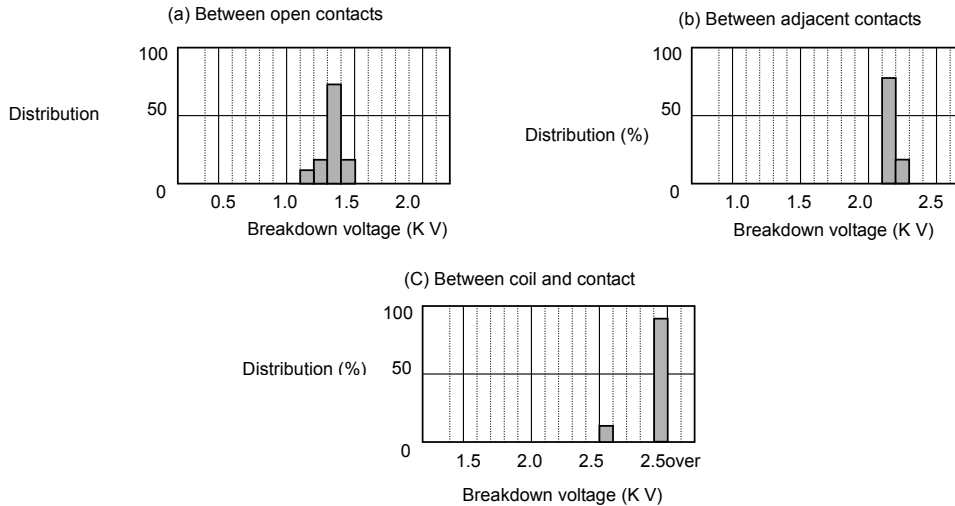 (a) Between open contacts
100
Distribution
50
0
0.5 1.0 1.5 2.0
Breakdown voltage (K V)
(b) Between adjacent contacts
100
50
Distribution (%)
0
1.0 1.5 2.0 2.5
Breakdown voltage (K V)
(C) Between coil and contact
100
Distribution (%)
50
0
1.5 2.0 2.5 2.5over
Breakdown voltage (K V)